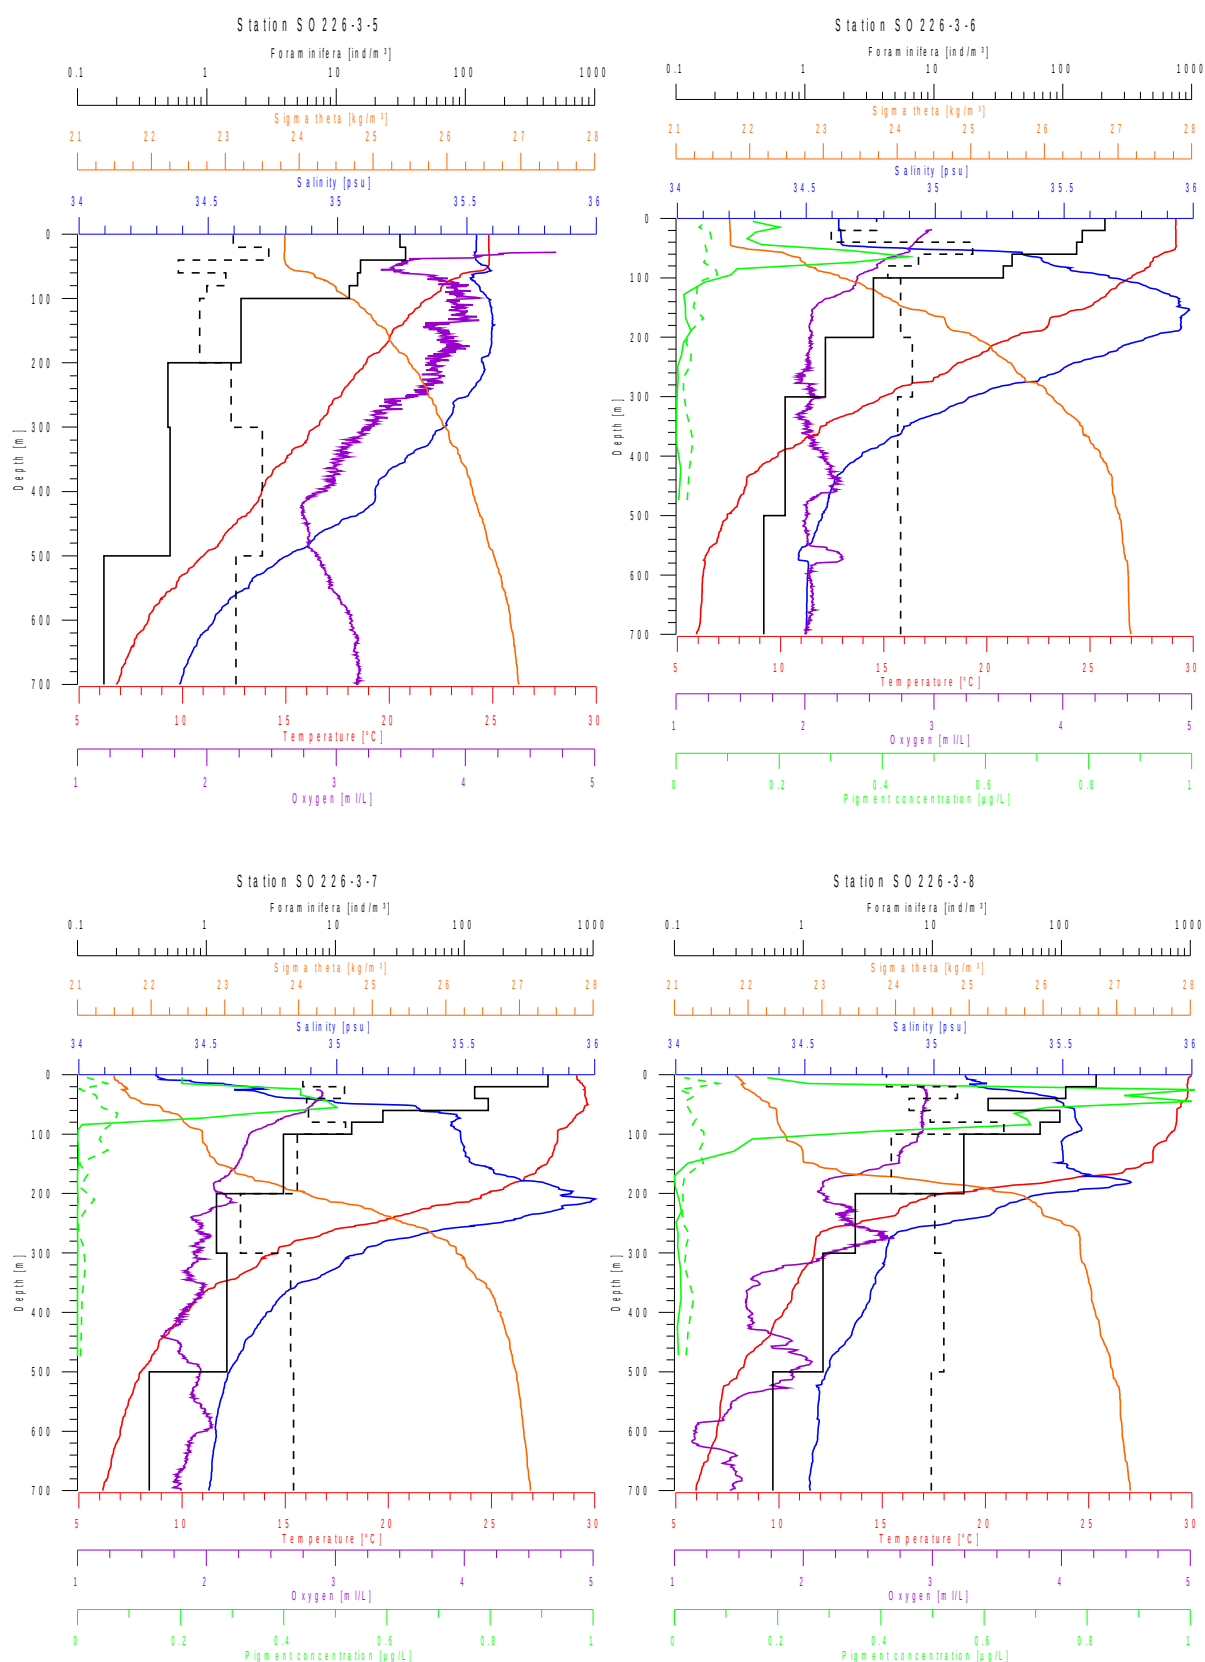 Station SO226-3-5
Foraminifera [ind/m³]
0.1 1 10 100 1000
Sigma theta [kg/m³]
21 22 23 24 25 26 27 28
Salinity [psu]
34 34.5 35 35.5 36
0
100
200
300
400
500
600
700
Depth [m]
5 10 15 20 25 30
Temperature [°C]
1 2 3 4 5
Oxygen [ml/L]
Station SO226-3-6
Foraminifera [ind/m³]
0.1 1 10 100 1000
Sigma theta [kg/m³]
21 22 23 24 25 26 27 28
Salinity [psu]
34 34.5 35 35.5 36
0
100
200
300
400
500
600
700
Depth [m]
5 10 15 20 25 30
Temperature [°C]
1 2 3 4 5
Oxygen [ml/L]
0 0.2 0.4 0.6 0.8 1
Pigment concentration [µg/L]
Station SO226-3-7
Foraminifera [ind/m³]
0.1 1 10 100 1000
Sigma theta [kg/m³]
21 22 23 24 25 26 27 28
Salinity [psu]
34 34.5 35 35.5 36
0
100
200
300
400
500
600
700
Depth [m]
5 10 15 20 25 30
Temperature [°C]
1 2 3 4 5
Oxygen [ml/L]
0 0.2 0.4 0.6 0.8 1
Pigment concentration [µg/L]
Station SO226-3-8
Foraminifera [ind/m³]
0.1 1 10 100 1000
Sigma theta [kg/m³]
21 22 23 24 25 26 27 28
Salinity [psu]
34 34.5 35 35.5 36
0
100
200
300
400
500
600
700
Depth [m]
5 10 15 20 25 30
Temperature [°C]
1 2 3 4 5
Oxygen [ml/L]
0 0.2 0.4 0.6 0.8 1
Pigment concentration [µg/L]